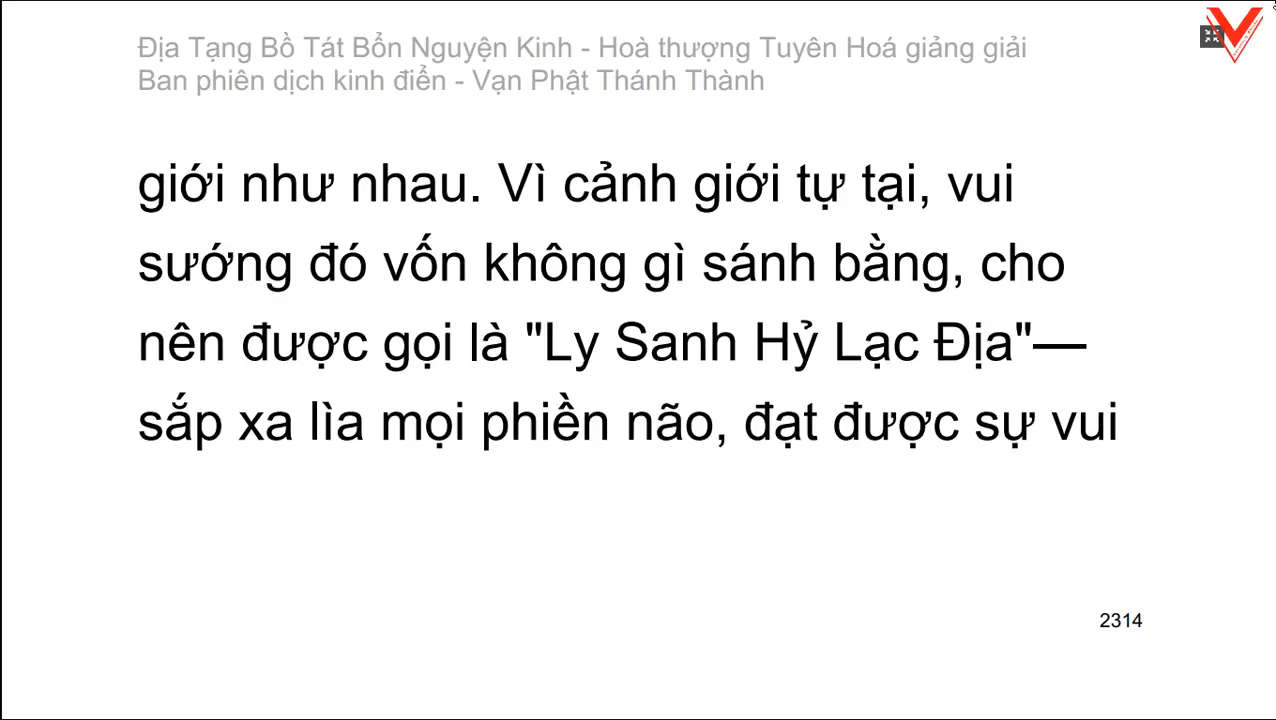 Địa Tạng Bồ Tát Bổn Nguyện Kinh - Hoà thượng Tuyên Hoá giảng giải
Ban phiên dịch kinh điển - Vạn Phật Thánh Thành
giới như nhau. Vì cảnh giới tự tại, vui
sướng đó vốn không gì sánh bằng, cho
nên được gọi là "Ly Sanh Hỷ Lạc Địa"—
sắp xa lìa mọi phiền não, đạt được sự vui
2314